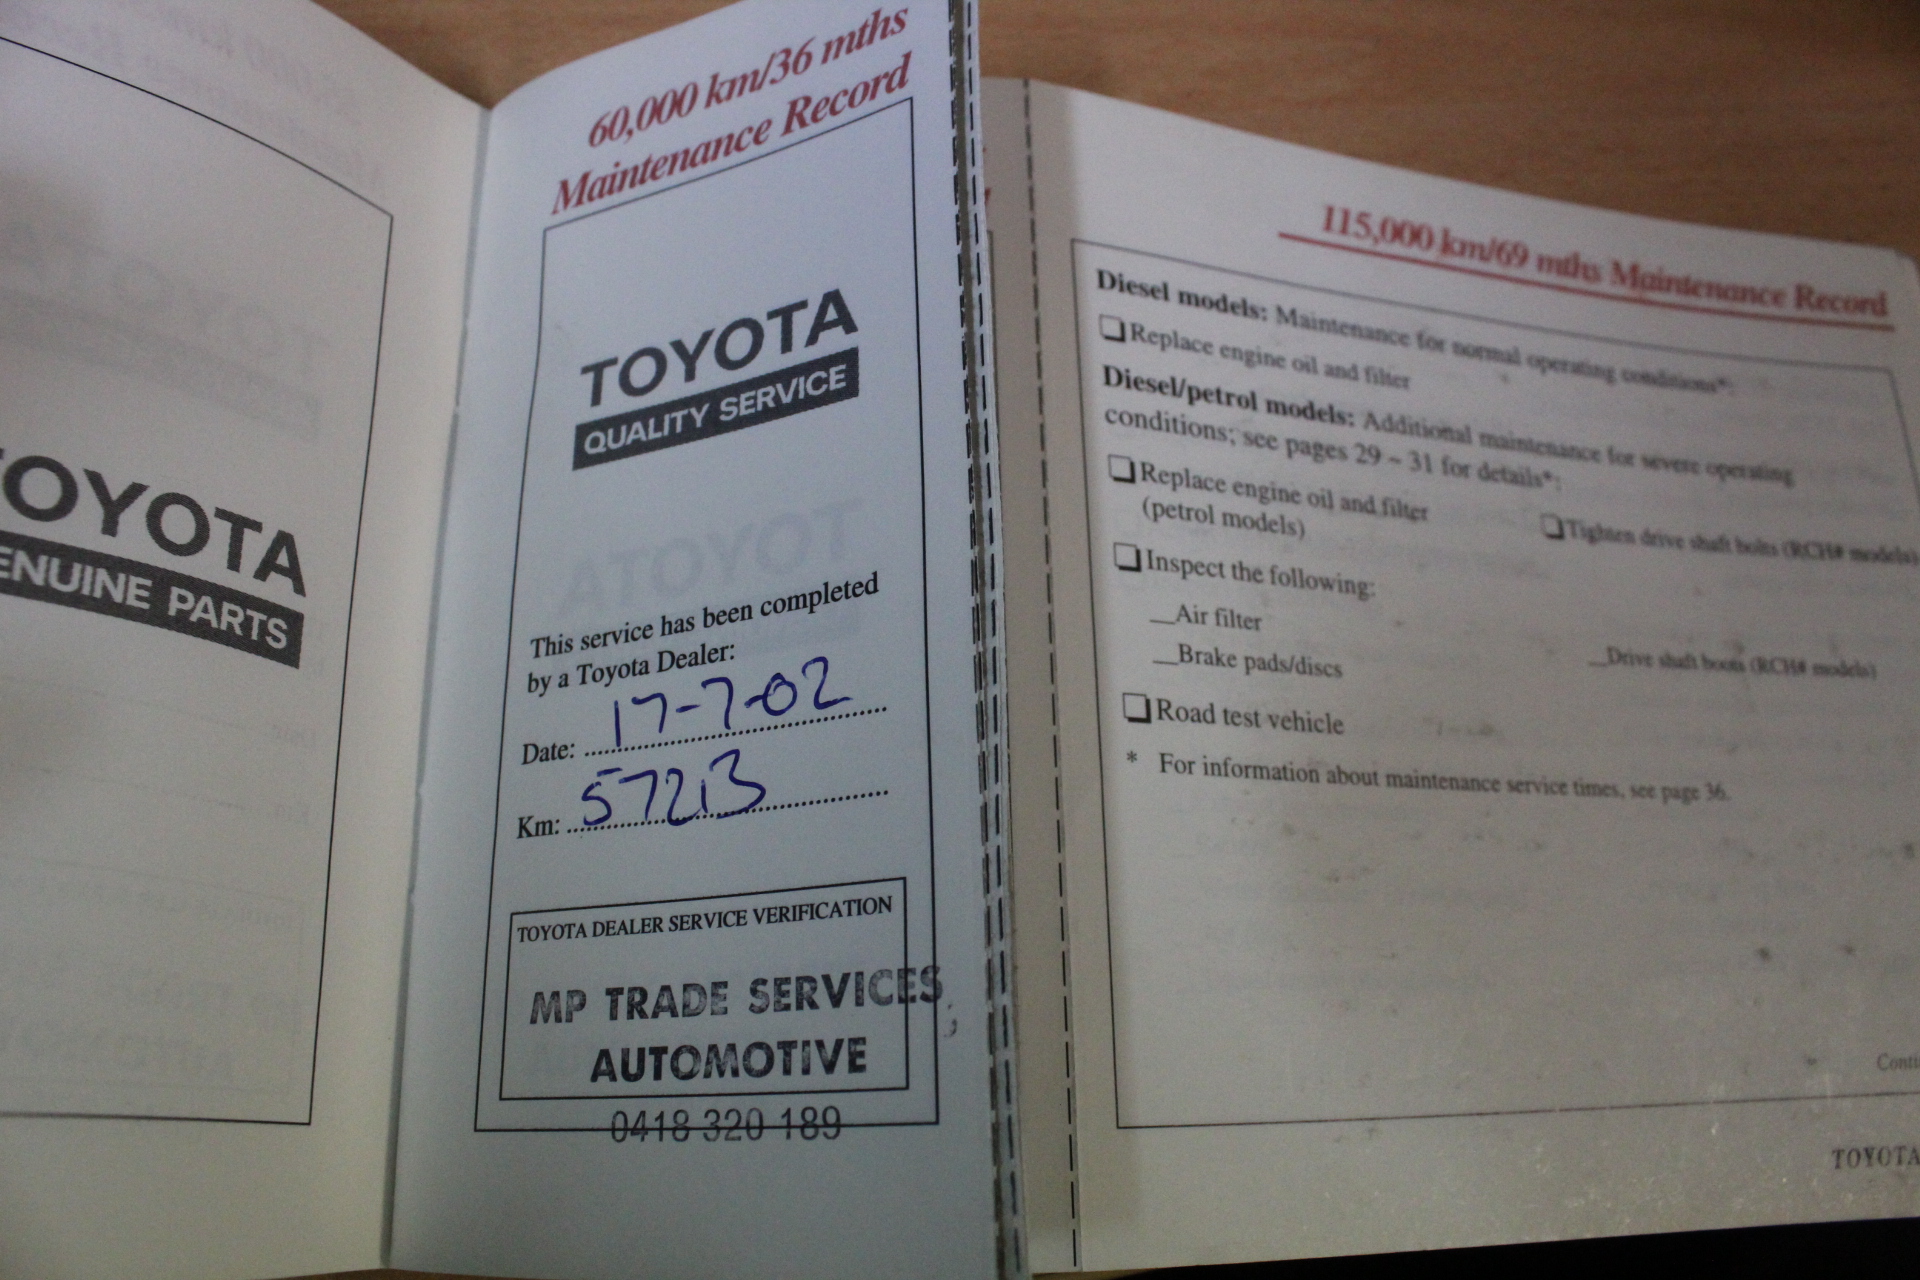 TOYOTA
GENUINE PARTS
60,000 km/36 mths
Maintenance Record
TOYOTA
QUALITY SERVICE
This service has been completed
by a Toyota Dealer:
Date: 17-7-02
Km: 57213
TOYOTA DEALER SERVICE VERIFICATION
MP TRADE SERVICES
AUTOMOTIVE
0418 320 189
115,000 km/69 mths Maintenance Record
Diesel models: Maintenance for normal operating conditions*:
Replace engine oil and filter
Diesel/petrol models: Additional maintenance for severe operating
conditions; see pages 29 – 31 for details*:
Replace engine oil and filter
(petrol models)
Tighten drive shaft bolts (RCH# models)
Inspect the following:
__Air filter
__Brake pads/discs
__Drive shaft boots (RCH# models)
Road test vehicle
* For information about maintenance service times, see page 36.
TOYOTA